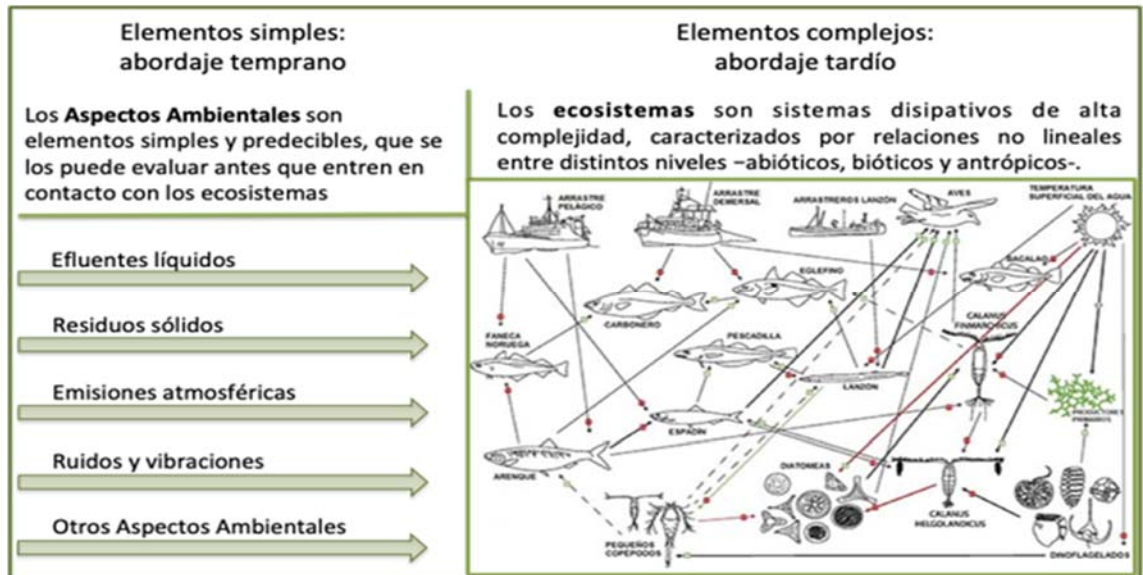 Elementos simples:
abordaje temprano
Los Aspectos Ambientales son
elementos simples y predecibles, que se
los puede evaluar antes que entren en
contacto con los ecosistemas
Efluentes líquidos
Residuos sólidos
Emisiones atmosféricas
Ruidos y vibraciones
Otros Aspectos Ambientales
Elementos complejos:
abordaje tardío
Los ecosistemas son sistemas disipativos de alta
complejidad, caracterizados por relaciones no lineales
entre distintos niveles –abióticos, bióticos y antrópicos-.
ARRASTRE
PELÁGICO
ARRASTRE
DEMERSAL
ARRASTREROS LANZÓN
AVES
TEMPERATURA
SUPERFICIAL DEL AGUA
BACALAO
EGLEFINO
CARBONERO
CALANUS
FINMARCHICUS
FANECA
NORUEGA
PESCADILLA
LANZÓN
PRODUCTORES
PRIMARIOS
ESPADÍN
ARENQUE
DIATOMEAS
CALANUS
HELGOLANDICUS
PEQUEÑOS
COPÉPODOS
DINOFLAGELADOS